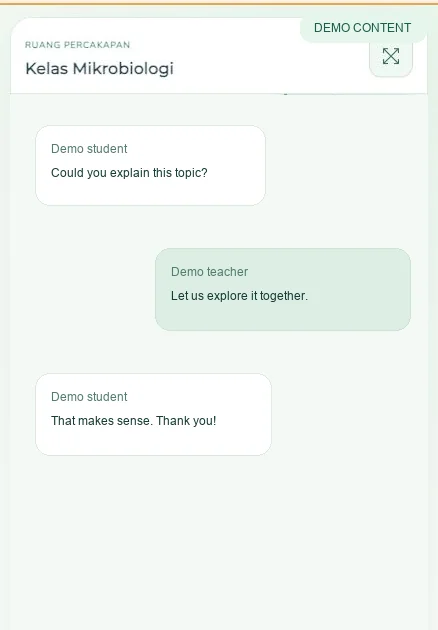 DEMO CONTENT
RUANG PERCAKAPAN
Kelas Mikrobiologi
Demo student
Could you explain this topic?
Demo teacher
Let us explore it together.
Demo student
That makes sense. Thank you!